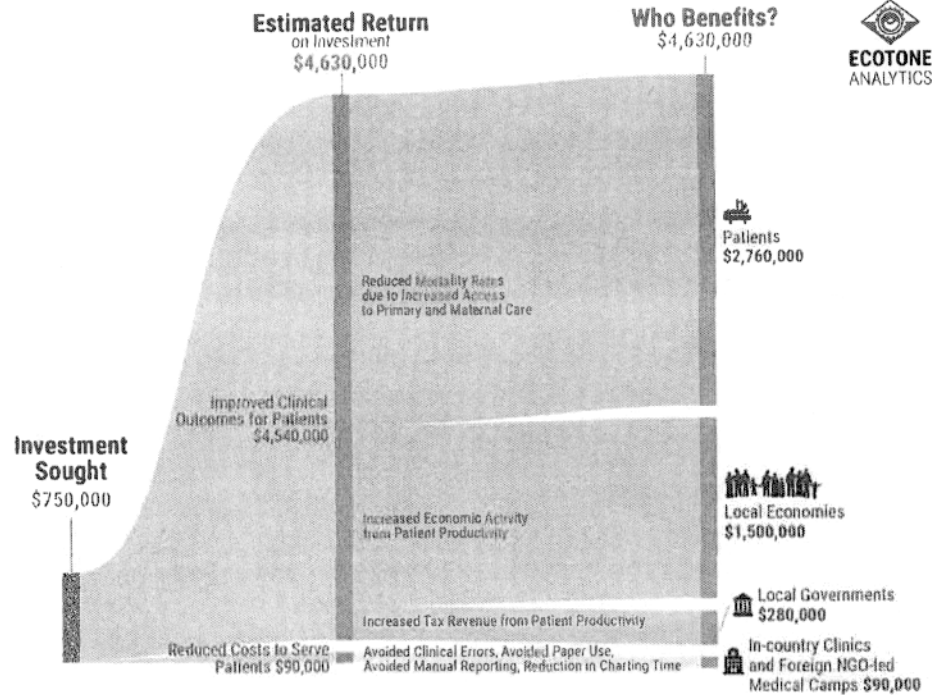 Estimated Return
on Investment
$4,630,000
Who Benefits?
$4,630,000
ECOTONE
ANALYTICS
Patients
$2,760,000
Reduced Mortality Rates
due to Increased Access
to Primary and Maternal Care
Improved Clinical
Outcomes for Patients
$4,540,000
Investment
Sought
$750,000
Local Economies
$1,500,000
Increased Economic Activity
from Patient Productivity
Local Governments
$280,000
Increased Tax Revenue from Patient Productivity
Reduced Costs to Serve
Patients $90,000
Avoided Clinical Errors, Avoided Paper Use,
Avoided Manual Reporting, Reduction in Charting Time
In-country Clinics
and Foreign NGO-led
Medical Camps $90,000